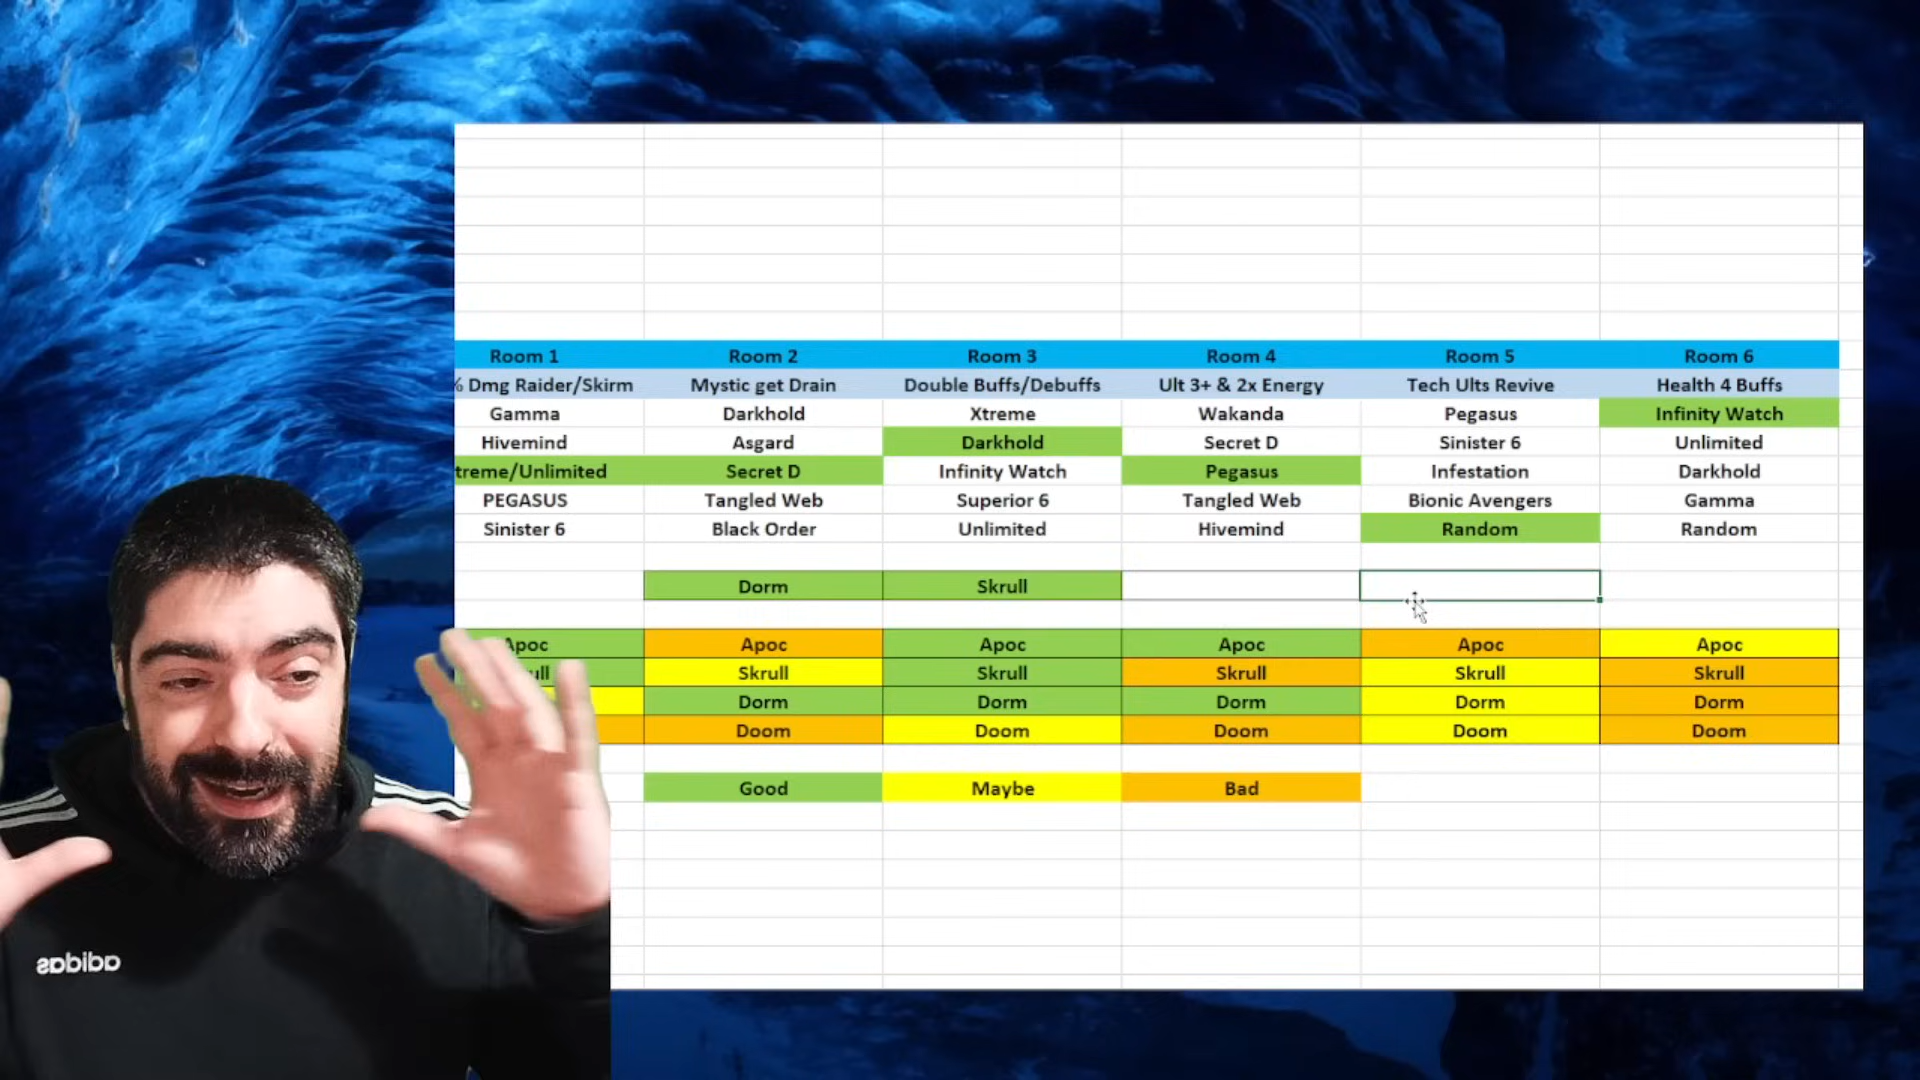 Room 1 Room 2 Room 3 Room 4 Room 5 Room 6
% Dmg Raider/Skirm Mystic get Drain Double Buffs/Debuffs Ult 3+ & 2x Energy Tech Ults Revive Health 4 Buffs
Gamma Darkhold Xtreme Wakanda Pegasus Infinity Watch
Hivemind Asgard Darkhold Secret D Sinister 6 Unlimited
treme/Unlimited Secret D Infinity Watch Pegasus Infestation Darkhold
PEGASUS Tangled Web Superior 6 Tangled Web Bionic Avengers Gamma
Sinister 6 Black Order Unlimited Hivemind Random Random
Dorm Skrull
Apoc Apoc Apoc Apoc Apoc Apoc
ull Skrull Skrull Skrull Skrull Skrull
Dorm Dorm Dorm Dorm Dorm
Doom Doom Doom Doom Doom
Good Maybe Bad
adidas